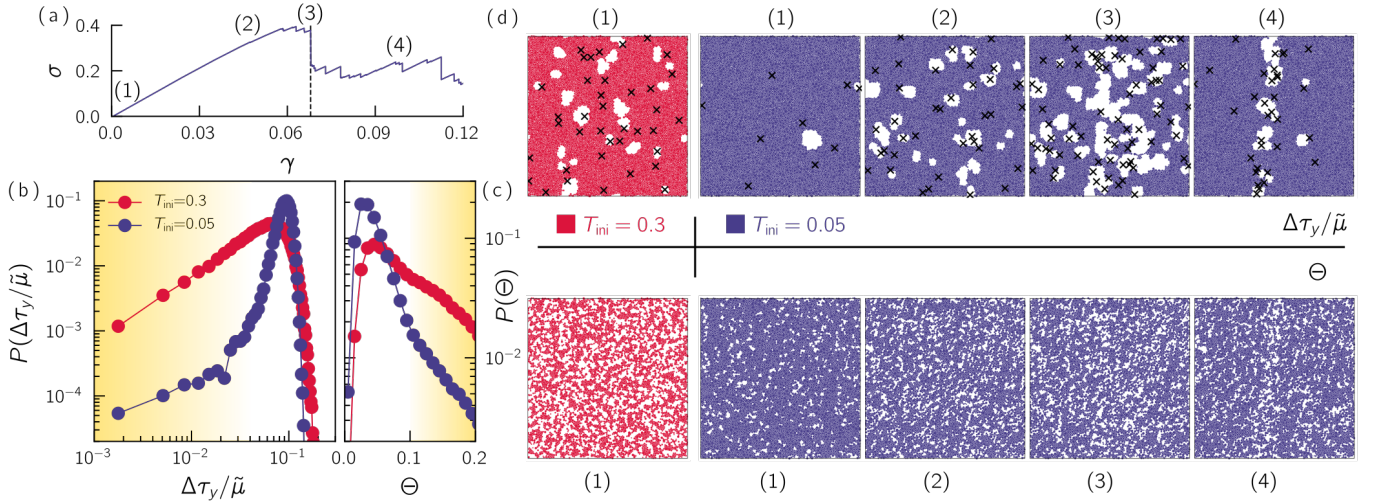 (a)
0.4
0.2
0.0
σ
(1)
(2)
(3)
(4)
0.00
0.03
0.06
0.09
0.12
γ
(b)
T_ini=0.3
T_ini=0.05
10⁻¹
10⁻²
10⁻³
10⁻⁴
P(Δτ_y/μ̃)
10⁻³
10⁻²
10⁻¹
Δτ_y/μ̃
(c)
10⁻¹
10⁻²
P(Θ)
0.0
0.2
Θ
(d)
(1)
(1)
(2)
(3)
(4)
T_ini = 0.3
T_ini = 0.05
Δτ_y/μ̃
Θ
(1)
(1)
(2)
(3)
(4)